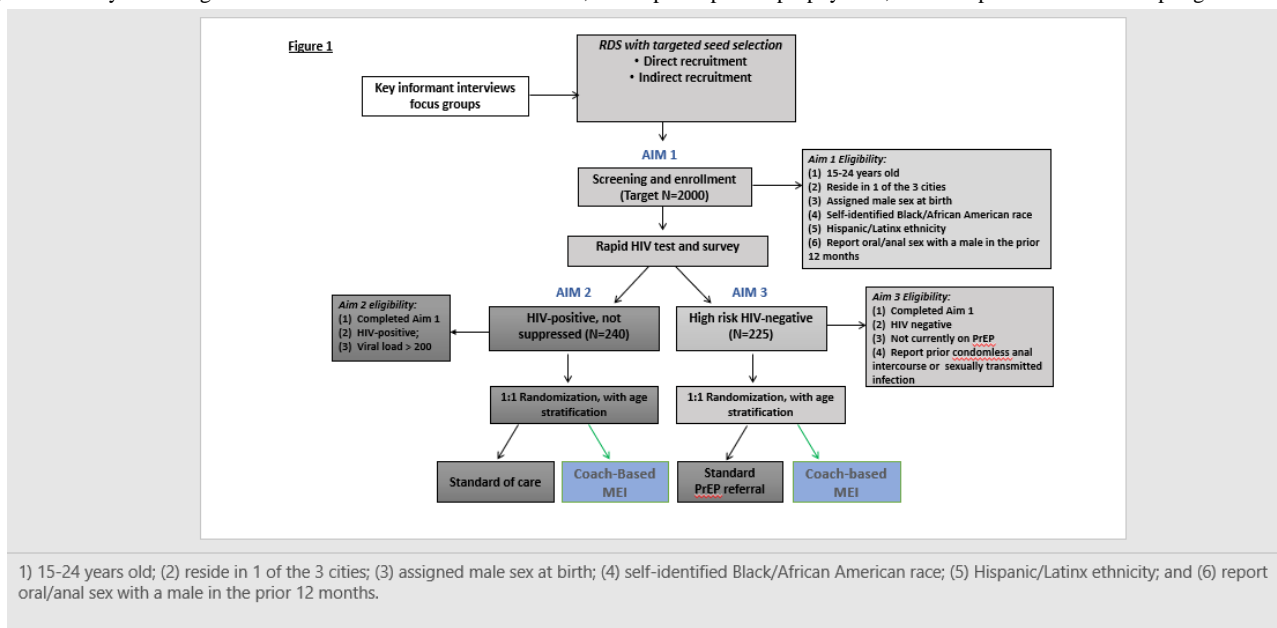 Figure 1
RDS with targeted seed selection
• Direct recruitment
• Indirect recruitment
Key informant interviews
focus groups
AIM 1
Screening and enrollment
(Target N=2000)
Aim 1 Eligibility:
(1) 15-24 years old
(2) Reside in 1 of the 3 cities
(3) Assigned male sex at birth
(4) Self-identified Black/African American race
(5) Hispanic/Latinx ethnicity
(6) Report oral/anal sex with a male in the prior
12 months
Rapid HIV test and survey
AIM 2
AIM 3
Aim 2 eligibility:
(1) Completed Aim 1
(2) HIV-positive;
(3) Viral load > 200
HIV-positive, not
suppressed (N=240)
High risk HIV-negative
(N=225)
Aim 3 Eligibility:
(1) Completed Aim 1
(2) HIV negative
(3) Not currently on PrEP
(4) Report prior condomless anal
intercourse or sexually transmitted
infection
1:1 Randomization, with age
stratification
1:1 Randomization, with age
stratification
Standard of care
Coach-Based
MEI
Standard
PrEP referral
Coach-based
MEI
1) 15-24 years old; (2) reside in 1 of the 3 cities; (3) assigned male sex at birth; (4) self-identified Black/African American race; (5) Hispanic/Latinx ethnicity; and (6) report
oral/anal sex with a male in the prior 12 months.